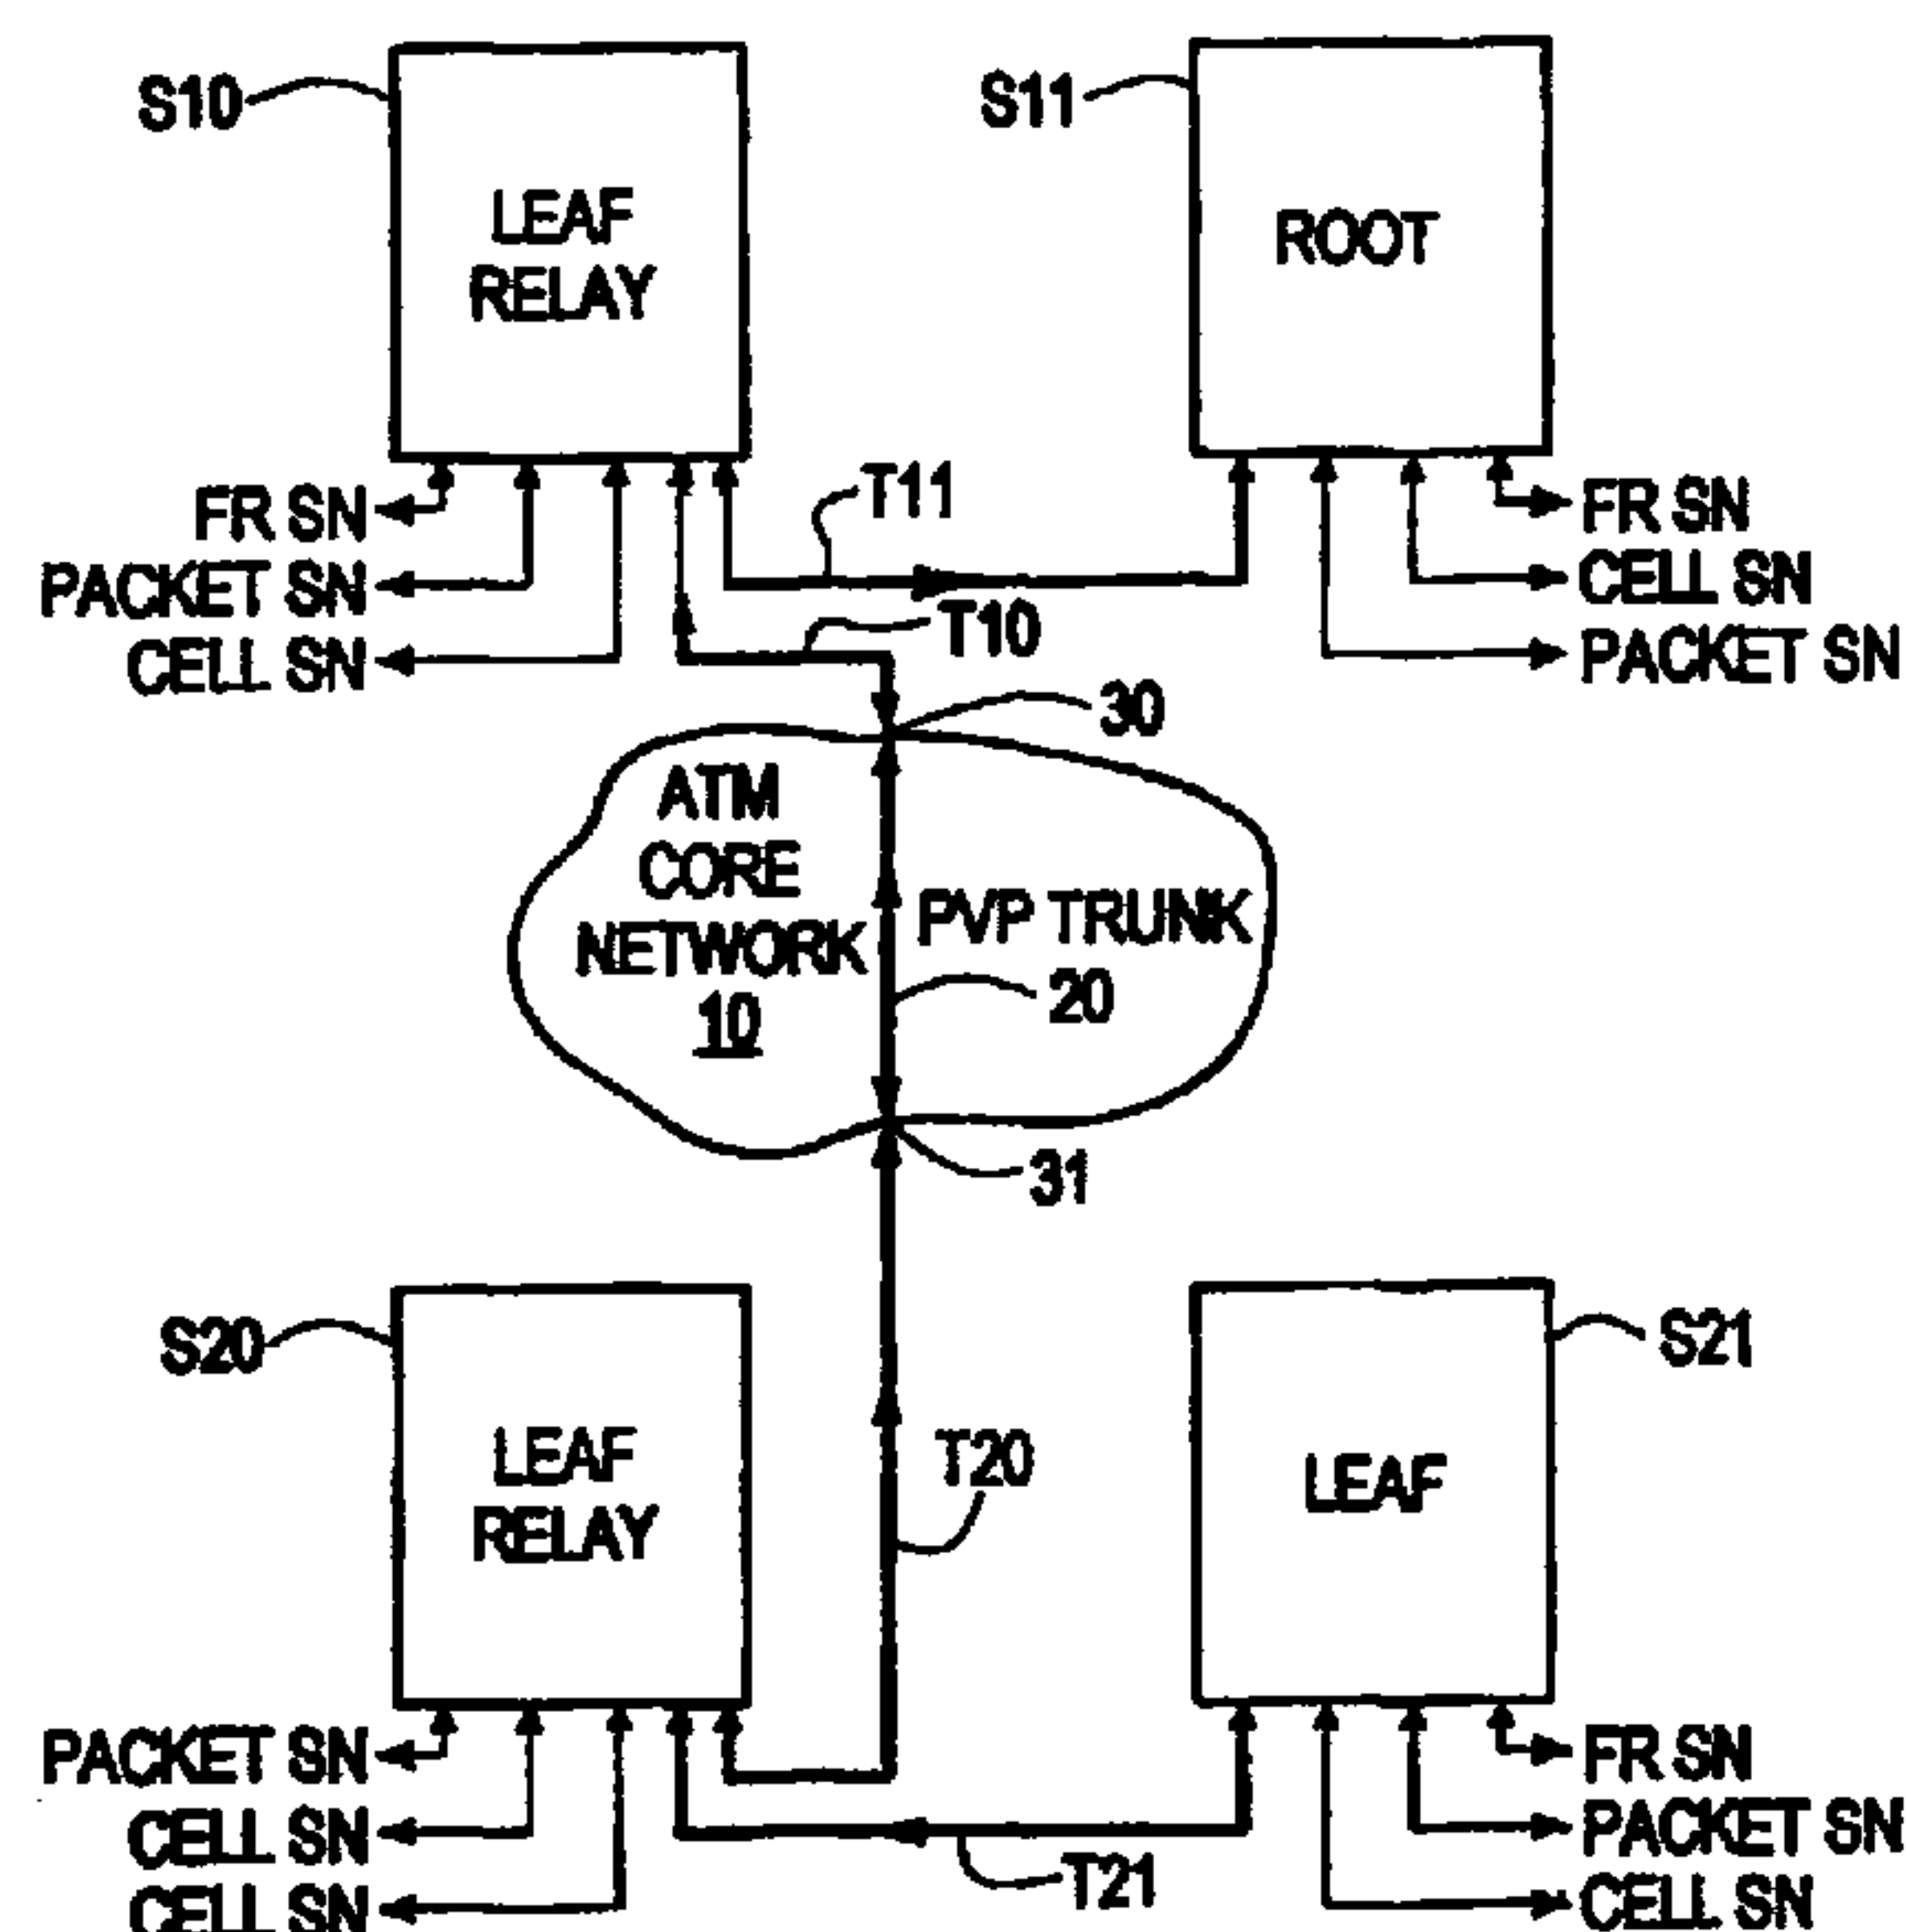 S10
S11
LEAF
RELAY
ROOT
T11
FR SN
PACKET SN
CELL SN
FR SN
CELL SN
PACKET SN
T10
30
ATM
CORE
NETWORK
10
PVP TRUNK
20
31
S20
S21
LEAF
RELAY
LEAF
T20
PACKET SN
CELL SN
CELL SN
FR SN
PACKET SN
CELL SN
T21